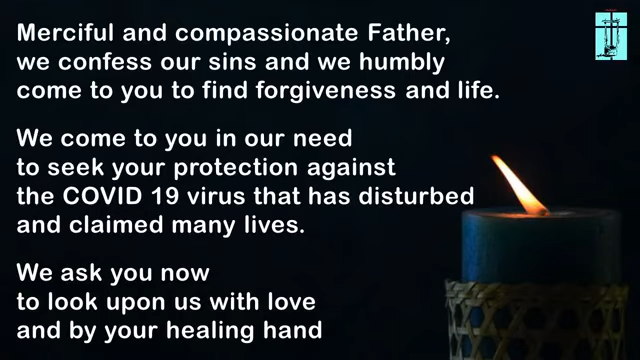 Merciful and compassionate Father,
we confess our sins and we humbly
come to you to find forgiveness and life.
We come to you in our need
to seek your protection against
the COVID 19 virus that has disturbed
and claimed many lives.
We ask you now
to look upon us with love
and by your healing hand